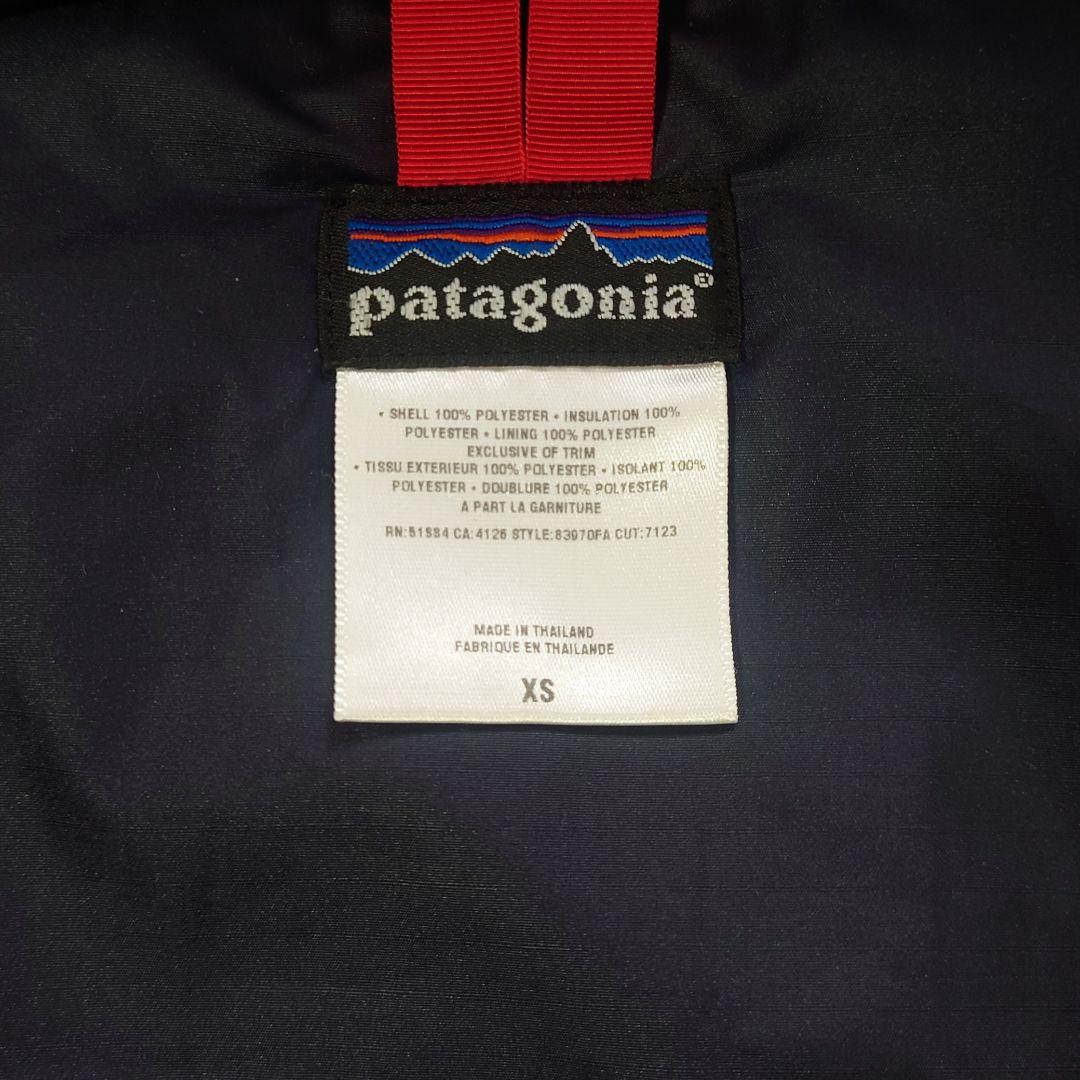 patagonia®
• SHELL 100% POLYESTER • INSULATION 100%
POLYESTER • LINING 100% POLYESTER
EXCLUSIVE OF TRIM
• TISSU EXTERIEUR 100% POLYESTER • ISOLANT 100%
POLYESTER • DOUBLURE 100% POLYESTER
A PART LA GARNITURE
RN:51884 CA:4126 STYLE:83970FA CUT:7123
MADE IN THAILAND
FABRIQUE EN THAILANDE
XS